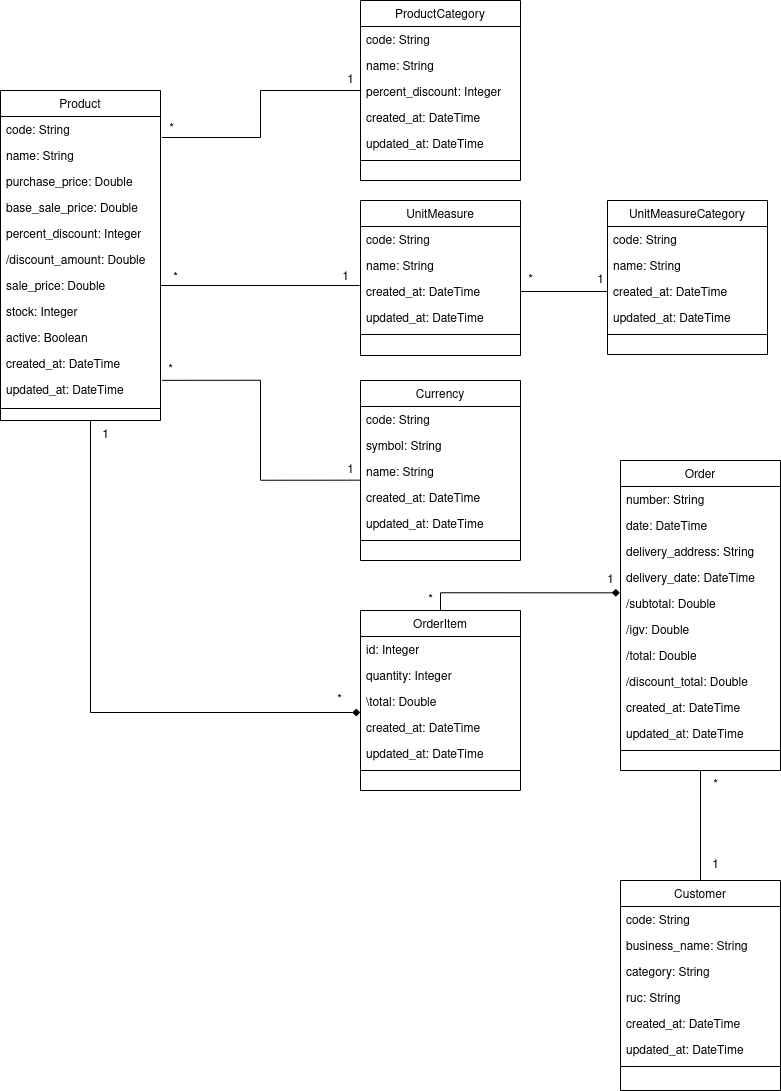 ProductCategory
code: String
name: String
percent_discount: Integer
created_at: DateTime
updated_at: DateTime
1
*
Product
code: String
name: String
purchase_price: Double
base_sale_price: Double
percent_discount: Integer
/discount_amount: Double
sale_price: Double
stock: Integer
active: Boolean
created_at: DateTime
updated_at: DateTime
*
1
UnitMeasure
code: String
name: String
created_at: DateTime
updated_at: DateTime
*
1
UnitMeasureCategory
code: String
name: String
created_at: DateTime
updated_at: DateTime
*
1
Currency
code: String
symbol: String
name: String
created_at: DateTime
updated_at: DateTime
1
*
OrderItem
id: Integer
quantity: Integer
\total: Double
created_at: DateTime
updated_at: DateTime
*
1
Order
number: String
date: DateTime
delivery_address: String
delivery_date: DateTime
/subtotal: Double
/igv: Double
/total: Double
/discount_total: Double
created_at: DateTime
updated_at: DateTime
*
1
Customer
code: String
business_name: String
category: String
ruc: String
created_at: DateTime
updated_at: DateTime